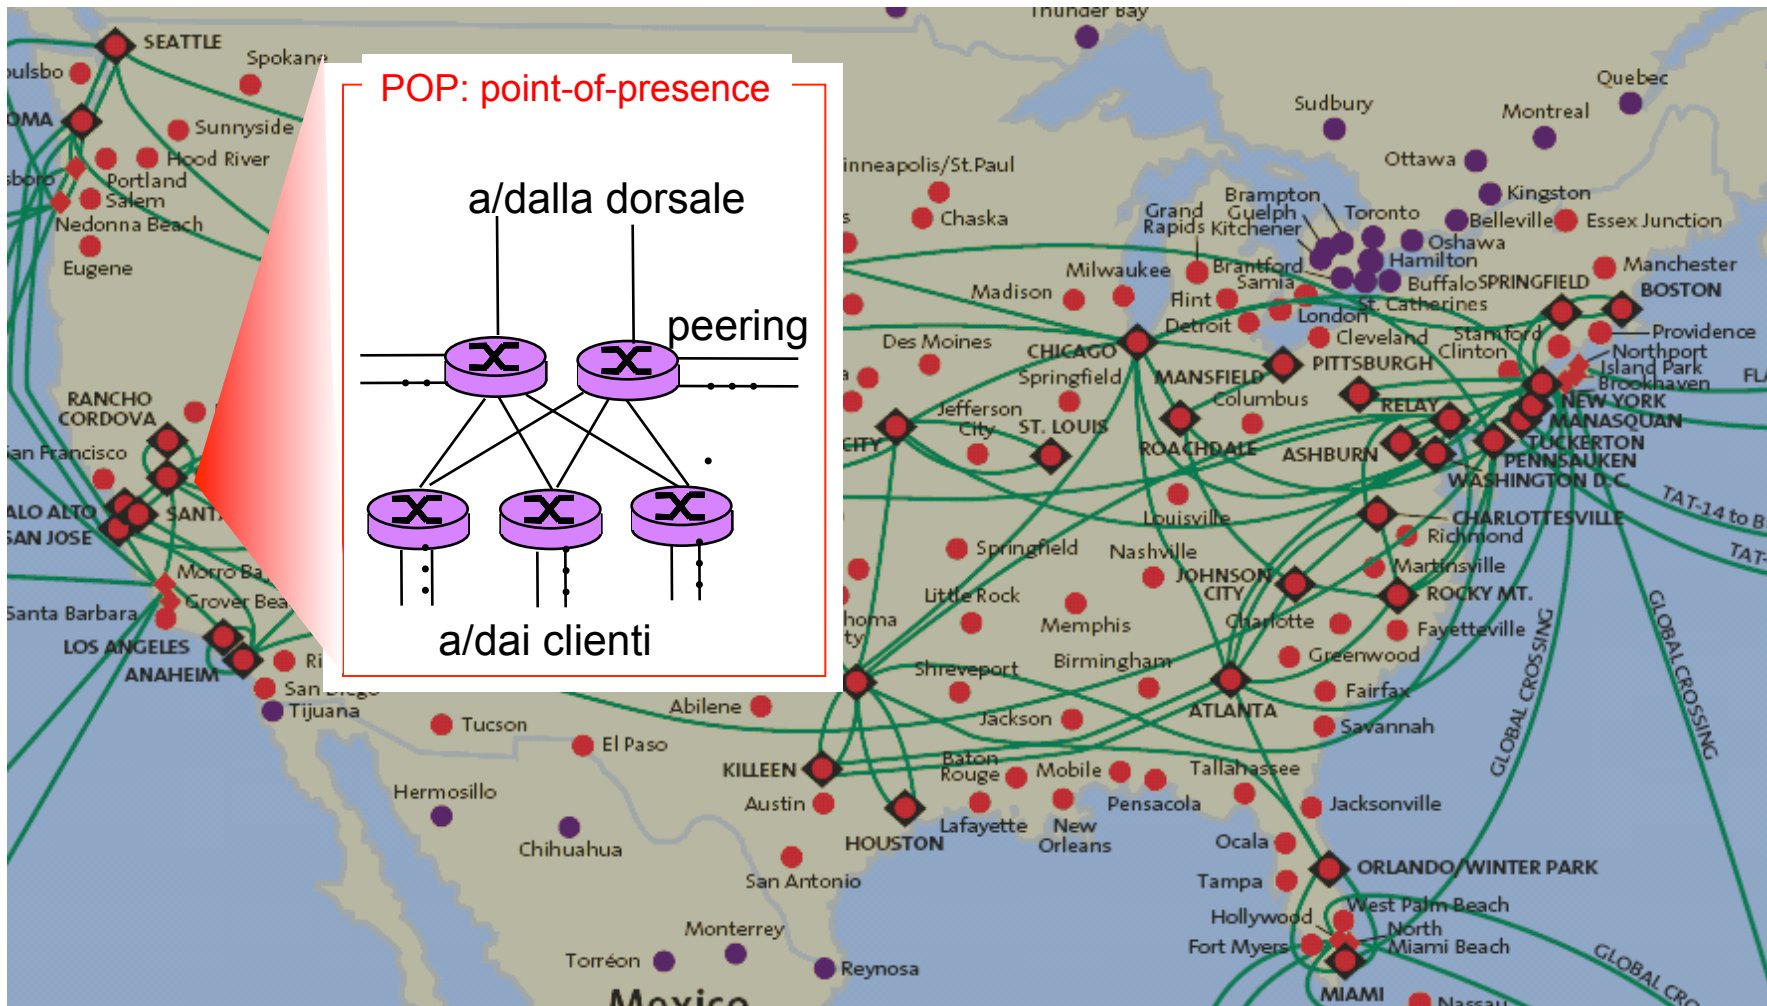 Thunder Bay
SEATTLE
Spokane
Quebec
POP: point-of-presence
Sudbury
Montreal
Sunnyside
Hood River
Ottawa
Portland
Salem
Kingston
a/dalla dorsale
Brampton
Grand
Rapids
Guelph
Kitchener
Toronto
Chaska
Belleville
Essex Junction
Nedonna Beach
Oshawa
Eugene
Milwaukee
Brantford
Hamilton
Manchester
Madison
Sarnia
Buffalo
SPRINGFIELD
BOSTON
Flint
St. Catherines
London
Detroit
peering
Cleveland
Stamford
Providence
Des Moines
CHICAGO
Clinton
Northport
Island Park
Brookhaven
MANSFIELD
PITTSBURGH
Springfield
RANCHO
CORDOVA
Columbus
RELAY
NEW YORK
MANASQUAN
Jefferson
City
ST. LOUIS
CITY
ROACHDALE
ASHBURN
TUCKERTON
PENNSAUKEN
WASHINGTON D.C.
San Francisco
ALO ALTO
SAN JOSE
Louisville
CHARLOTTESVILLE
Richmond
TAT-14 to B
TAT-
Springfield
Nashville
Martinsville
JOHNSON
CITY
ROCKY MT.
Morro Bay
Grover Bea
Santa Barbara
Little Rock
Memphis
Charlotte
Fayetteville
GLOBAL CROSSING
GLOBAL CROSSING
LOS ANGELES
ANAHEIM
a/dai clienti
Greenwood
Shreveport
Birmingham
San Diego
Tijuana
Fairfax
Abilene
Jackson
ATLANTA
Savannah
Tucson
El Paso
KILLEEN
Baton
Rouge
Mobile
Tallahassee
Hermosillo
Austin
Pensacola
Jacksonville
Chihuahua
HOUSTON
Lafayette
New
Orleans
Ocala
San Antonio
ORLANDO/WINTER PARK
Tampa
West Palm Beach
Hollywood
North
Miami Beach
Fort Myers
Monterrey
Torréon
Reynosa
GLOBAL CRO
MIAMI
Nassau
Mexico